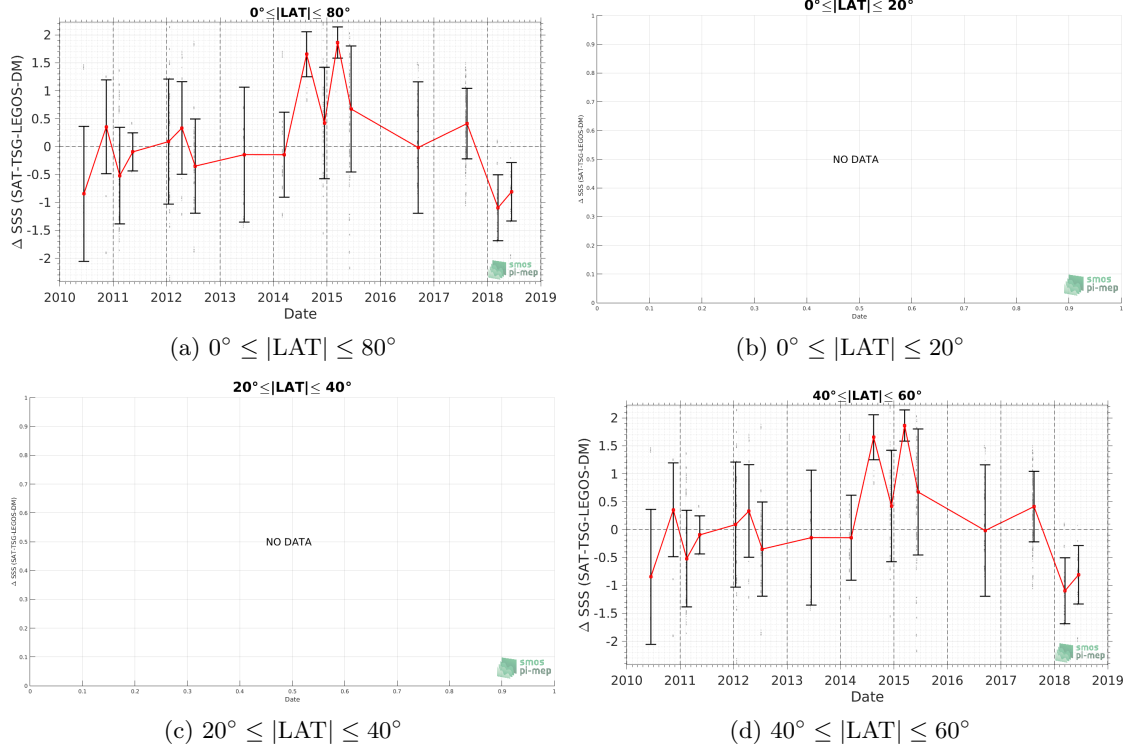 0°≤|LAT|≤ 80°
Δ SSS (SAT-TSG-LEGOS-DM)
2
1.5
1
0.5
0
-0.5
-1
-1.5
-2
2010 2011 2012 2013 2014 2015 2016 2017 2018 2019
Date
smos
pi-mep
(a) 0° ≤ |LAT| ≤ 80°
0°≤|LAT|≤ 20°
Δ SSS (SAT-TSG-LEGOS-DM)
1
0.9
0.8
0.7
0.6
0.5
0.4
0.3
0.2
0.1
0
NO DATA
0 0.1 0.2 0.3 0.4 0.5 0.6 0.7 0.8 0.9 1
Date
smos
pi-mep
(b) 0° ≤ |LAT| ≤ 20°
20°≤|LAT|≤ 40°
Δ SSS (SAT-TSG-LEGOS-DM)
1
0.9
0.8
0.7
0.6
0.5
0.4
0.3
0.2
0.1
0
NO DATA
0 0.1 0.2 0.3 0.4 0.5 0.6 0.7 0.8 0.9 1
Date
smos
pi-mep
(c) 20° ≤ |LAT| ≤ 40°
40°≤|LAT|≤ 60°
Δ SSS (SAT-TSG-LEGOS-DM)
2
1.5
1
0.5
0
-0.5
-1
-1.5
-2
2010 2011 2012 2013 2014 2015 2016 2017 2018 2019
Date
smos
pi-mep
(d) 40° ≤ |LAT| ≤ 60°